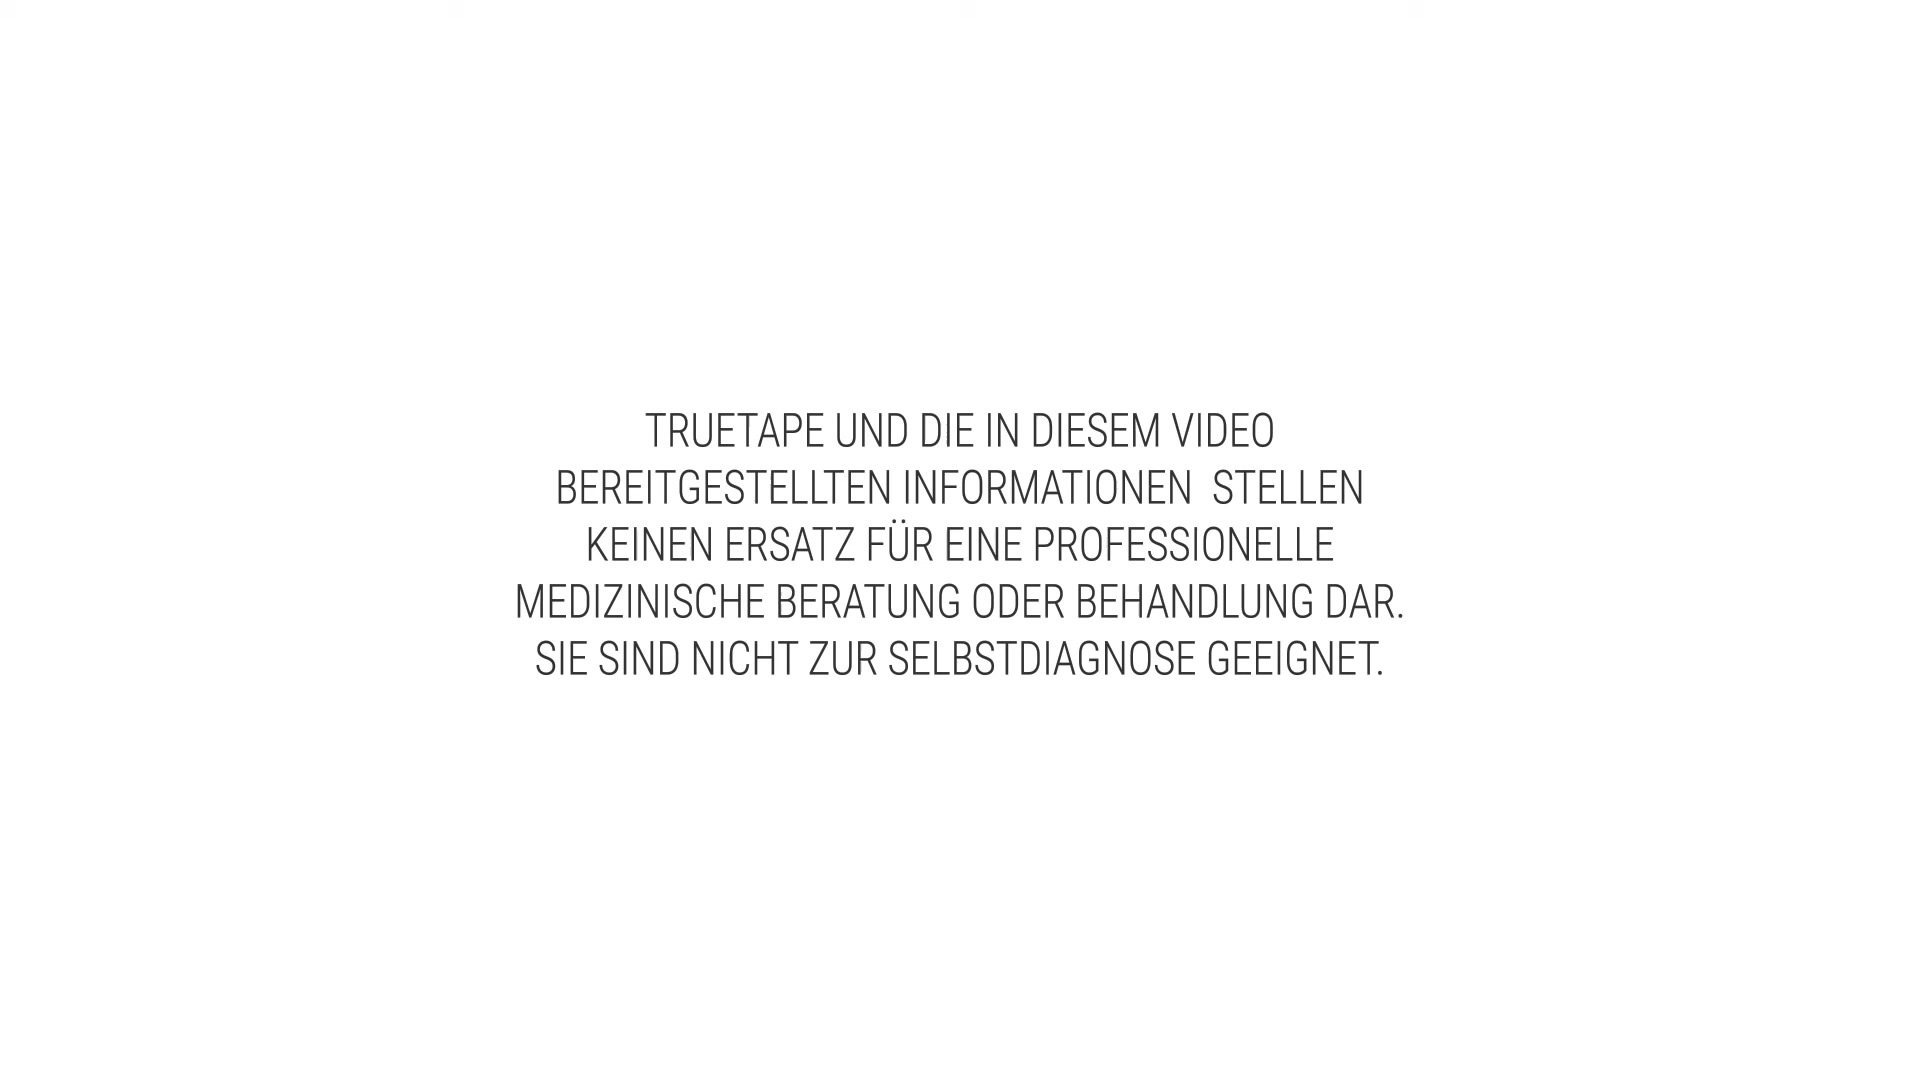 TRUETAPE UND DIE IN DIESEM VIDEO
BEREITGESTELLTEN INFORMATIONEN  STELLEN
KEINEN ERSATZ FÜR EINE PROFESSIONELLE
MEDIZINISCHE BERATUNG ODER BEHANDLUNG DAR.
SIE SIND NICHT ZUR SELBSTDIAGNOSE GEEIGNET.